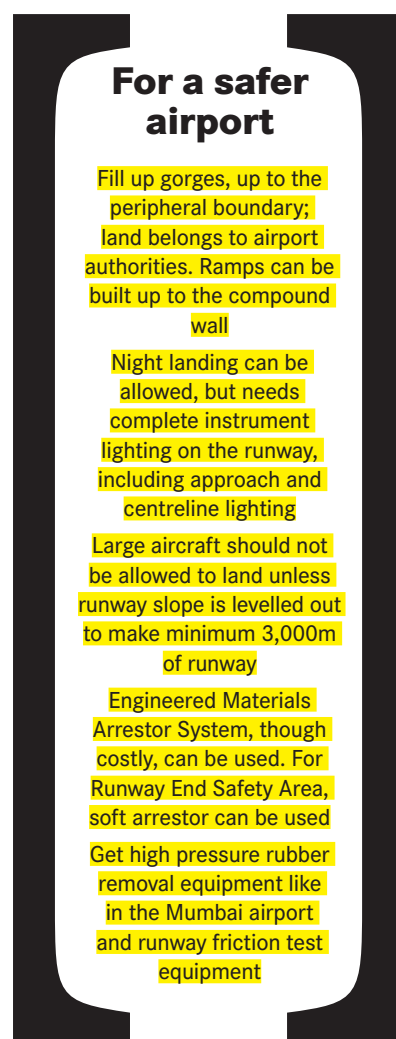 For a safer
airport
Fill up gorges, up to the
peripheral boundary;
land belongs to airport
authorities. Ramps can be
built up to the compound
wall
Night landing can be
allowed, but needs
complete instrument
lighting on the runway,
including approach and
centreline lighting
Large aircraft should not
be allowed to land unless
runway slope is levelled out
to make minimum 3,000m
of runway
Engineered Materials
Arrestor System, though
costly, can be used. For
Runway End Safety Area,
soft arrestor can be used
Get high pressure rubber
removal equipment like
in the Mumbai airport
and runway friction test
equipment